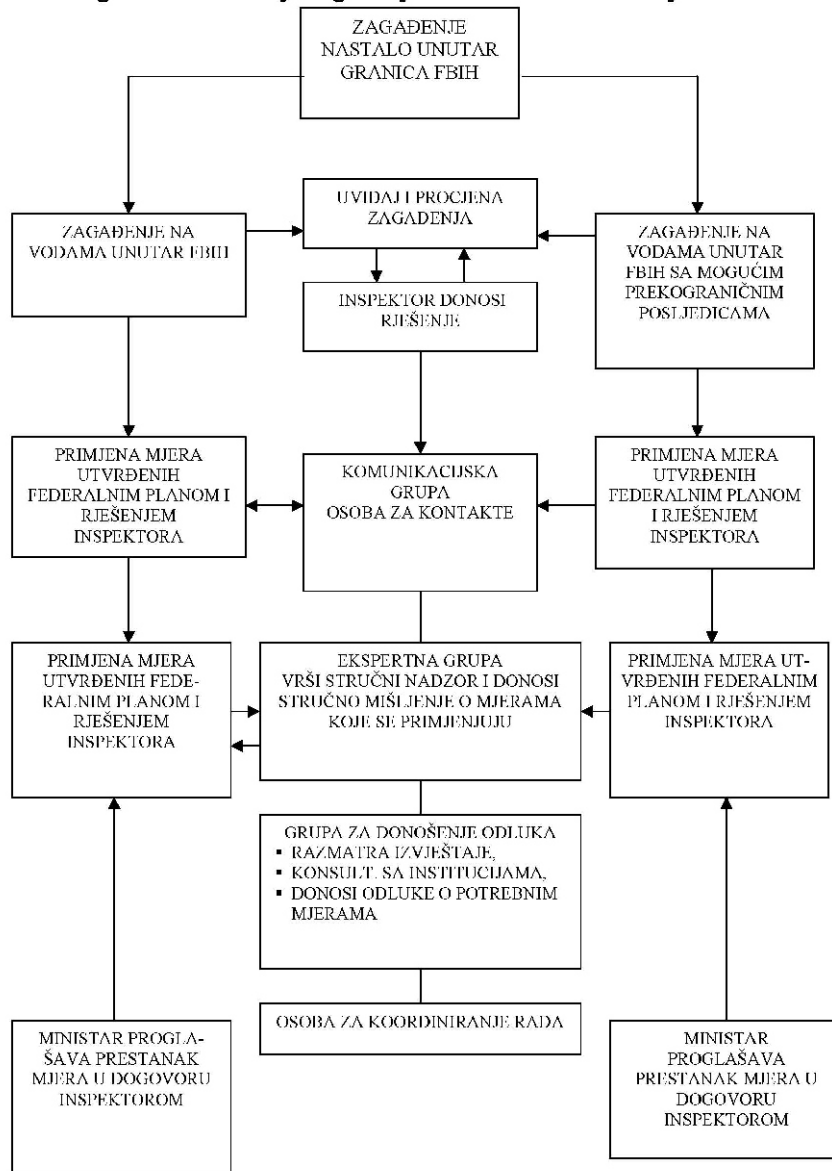 ZAGAĐENJE
NASTALO UNUTAR
GRANICA FBIH
UVIĐAJ I PROCJENA
ZAGAĐENJA
ZAGAĐENJE NA
VODAMA UNUTAR FBIH
ZAGAĐENJE NA
VODAMA UNUTAR
FBIH SA MOGUĆIM
PREKOGRANIČNIM
POSLJEDICAMA
INSPEKTOR DONOSI
RJEŠENJE
PRIMJENA MJERA
UTVRĐENIH
FEDERALNIM PLANOM I
RJEŠENJEM
INSPEKTORA
KOMUNIKACIJSKA
GRUPA
OSOBA ZA KONTAKTE
PRIMJENA MJERA
UTVRĐENIH
FEDERALNIM PLANOM
I RJEŠENJEM
INSPEKTORA
PRIMJENA MJERA
UTVRĐENIH FEDE-
RALNIM PLANOM I
RJEŠENJEM
INSPEKTORA
EKSPERTNA GRUPA
VRŠI STRUČNI NADZOR I DONOSI
STRUČNO MIŠLJENJE O MJERAMA
KOJE SE PRIMJENJUJU
PRIMJENA MJERA UT-
VRĐENIH FEDERALNIM
PLANOM I RJEŠENJEM
INSPEKTORA
GRUPA ZA DONOŠENJE ODLUKA
▪ RAZMATRA IZVJEŠTAJE,
▪ KONSULT. SA INSTITUCIJAMA,
▪ DONOSI ODLUKE O POTREBNIM
MJERAMA
OSOBA ZA KOORDINIRANJE RADA
MINISTAR PROGLA-
ŠAVA PRESTANAK
MJERA U DOGOVORU
INSPEKTOROM
MINISTAR
PROGLAŠAVA
PRESTANAK MJERA U
DOGOVORU
INSPEKTOROM